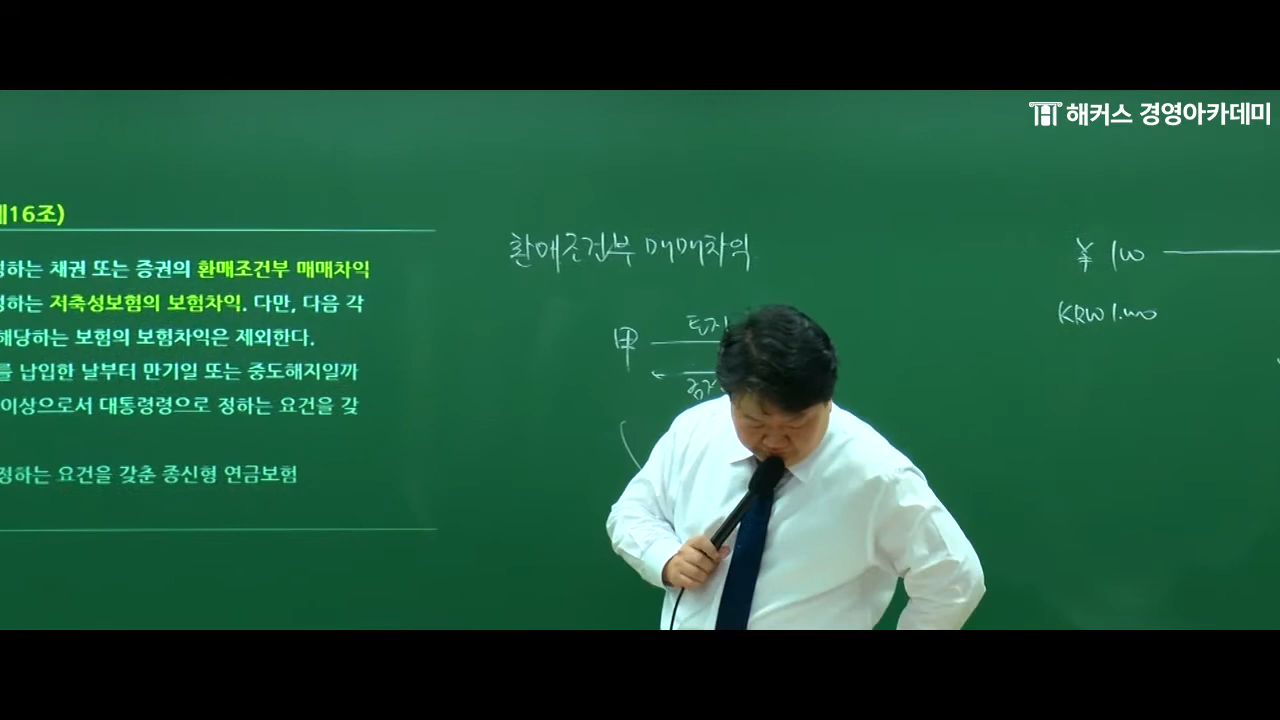 해커스 경영아카데미
제16조)
정하는 채권 또는 증권의 환매조건부 매매차익
정하는 저축성보험의 보험차익. 다만, 다음 각
해당하는 보험의 보험차익은 제외한다.
를 납입한 날부터 만기일 또는 중도해지일까
이상으로서 대통령령으로 정하는 요건을 갖
정하는 요건을 갖춘 종신형 연금보험
환매조건부 매매차익
¥ 100
甲